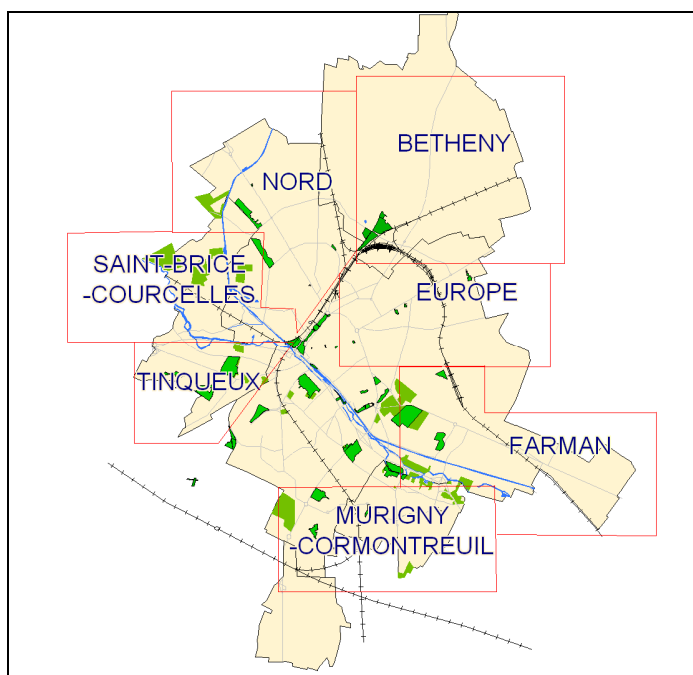 BETHENY
NORD
SAINT-BRICE
-COURCELLES
EUROPE
TINQUEUX
FARMAN
MURIGNY
-CORMONTREUIL